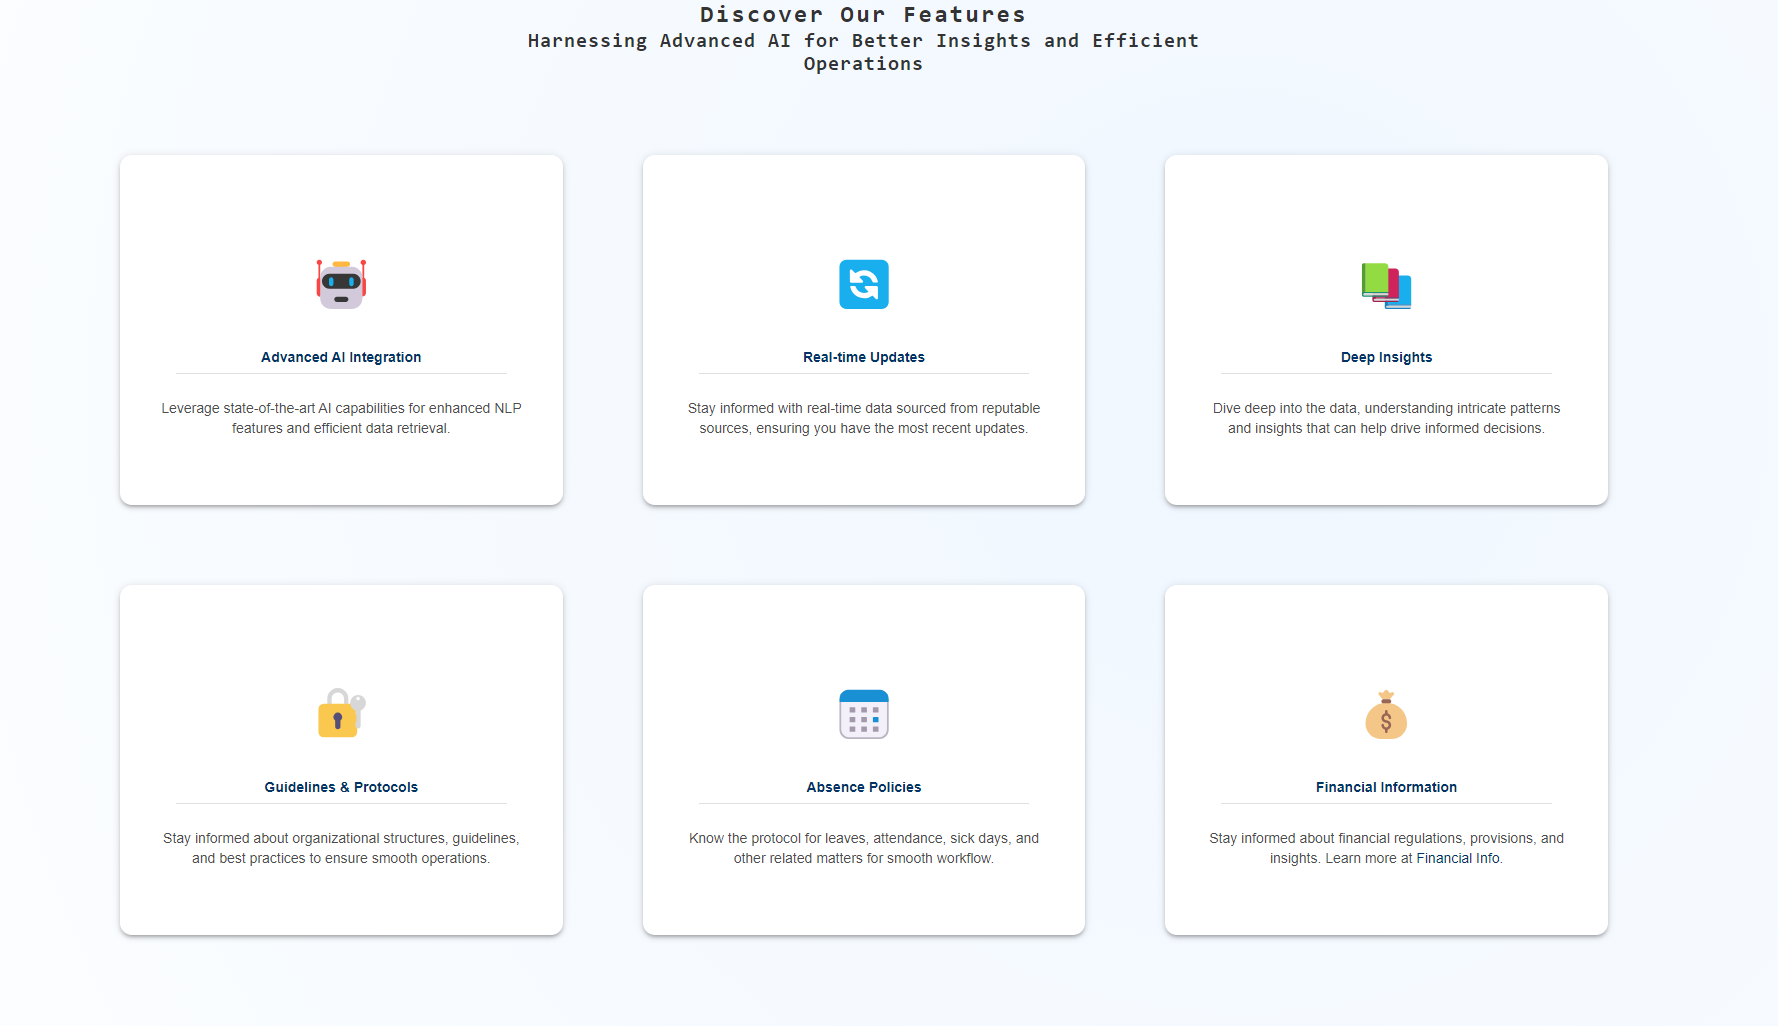 Discover Our Features
Harnessing Advanced AI for Better Insights and Efficient
Operations
Advanced AI Integration
Leverage state-of-the-art AI capabilities for enhanced NLP
features and efficient data retrieval.
Real-time Updates
Stay informed with real-time data sourced from reputable
sources, ensuring you have the most recent updates.
Deep Insights
Dive deep into the data, understanding intricate patterns
and insights that can help drive informed decisions.
Guidelines & Protocols
Stay informed about organizational structures, guidelines,
and best practices to ensure smooth operations.
Absence Policies
Know the protocol for leaves, attendance, sick days, and
other related matters for smooth workflow.
Financial Information
Stay informed about financial regulations, provisions, and
insights. Learn more at Financial Info.